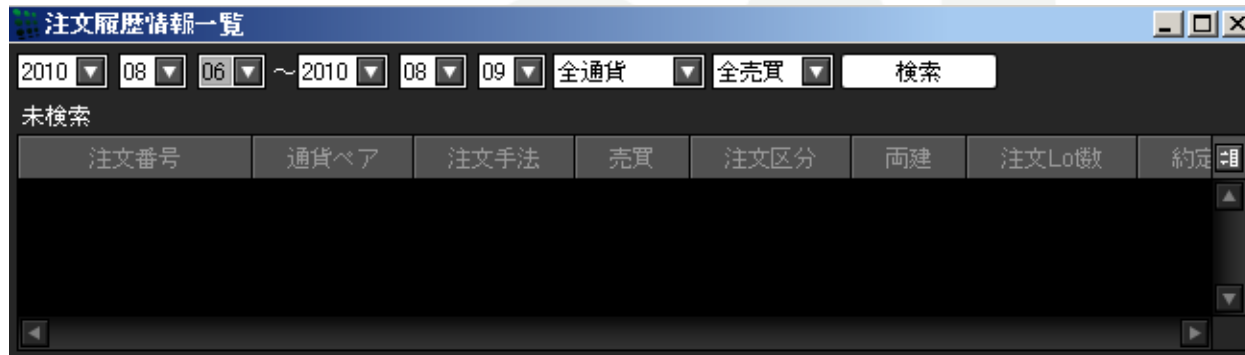 注文履歴情報一覧
2010 08 06 ～ 2010 08 09 全通貨 全売買 検索
未検索
注文番号 通貨ペア 注文手法 売買 注文区分 両建 注文Lot数 約定